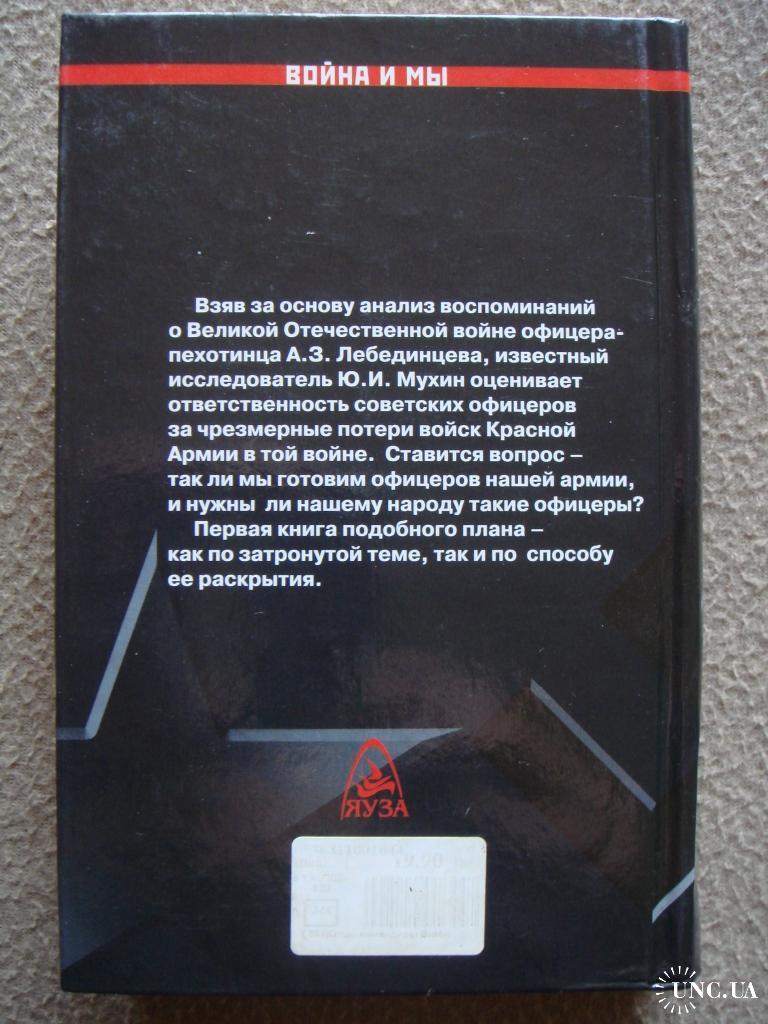 ВОЙНА И МЫ
Взяв за основу анализ воспоминаний
о Великой Отечественной войне офицера-
пехотинца А.З. Лебединцева, известный
исследователь Ю.И. Мухин оценивает
ответственность советских офицеров
за чрезмерные потери войск Красной
Армии в той войне. Ставится вопрос –
так ли мы готовим офицеров нашей армии,
и нужны ли нашему народу такие офицеры?
Первая книга подобного плана –
как по затронутой теме, так и по способу
ее раскрытия.
ЯУЗА
UNC.UA